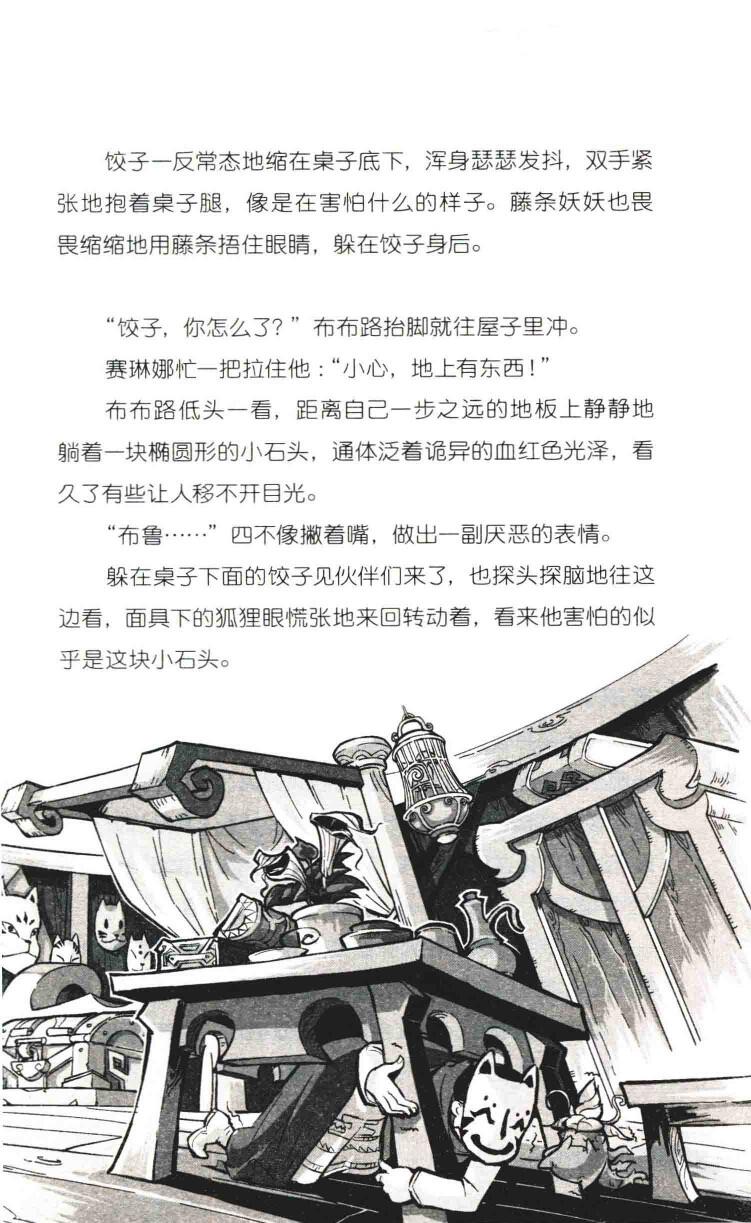 饺子一反常态地缩在桌子底下，浑身瑟瑟发抖，双手紧
张地抱着桌子腿，像是在害怕什么的样子。藤条妖妖也畏
畏缩缩地用藤条捂住眼睛，躲在饺子身后。
“饺子，你怎么了？”布布路抬脚就往屋子里冲。
赛琳娜忙一把拉住他：“小心，地上有东西！”
布布路低头一看，距离自己一步之远的地板上静静地
躺着一块椭圆形的小石头，通体泛着诡异的血红色光泽，看
久了有些让人移不开目光。
“布鲁……”四不像撇着嘴，做出一副厌恶的表情。
躲在桌子下面的饺子见伙伴们来了，也探头探脑地往这
边看，面具下的狐狸眼慌张地来回转动着，看来他害怕的似
乎是这块小石头。